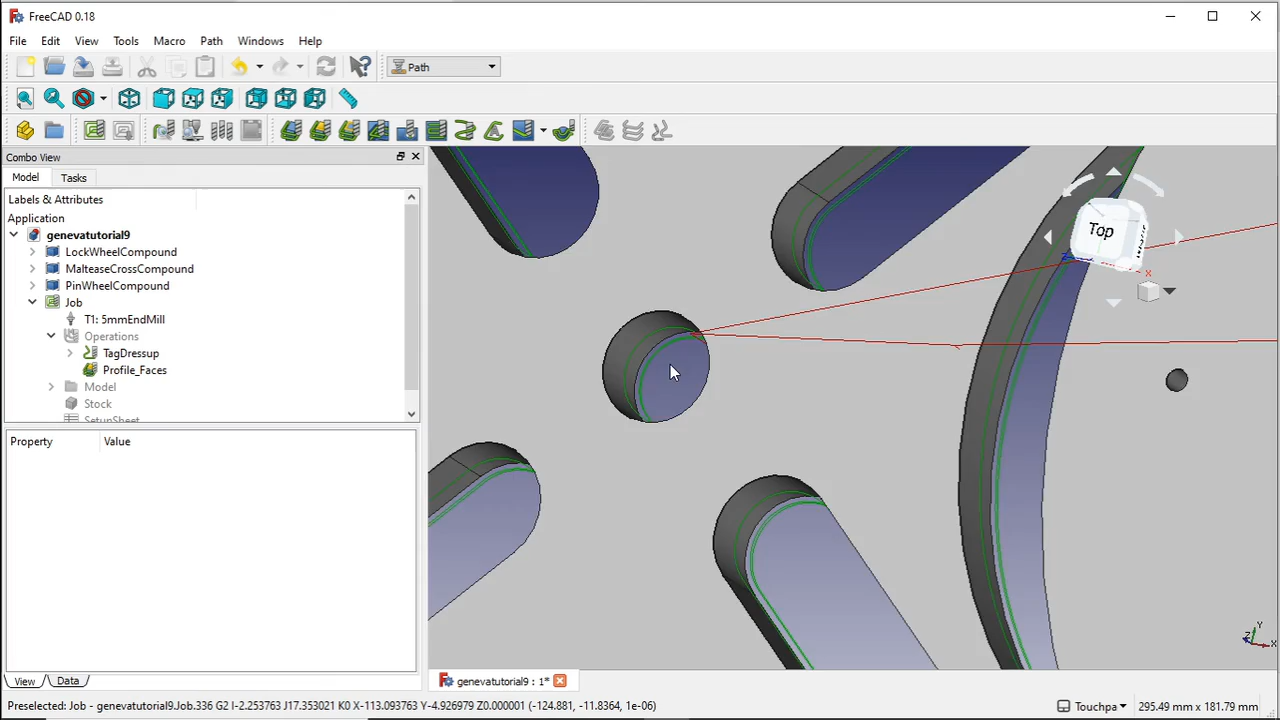 FreeCAD 0.18
File Edit View Tools Macro Path Windows Help
Path
Combo View
Model Tasks
Labels & Attributes
Application
genevatutorial9
LockWheelCompound
MalteaseCrossCompound
PinWheelCompound
Job
T1: 5mmEndMill
Operations
TagDressup
Profile_Faces
Model
Stock
SetupSheet
Property Value
View Data
Top
X
Y
Z
X
genevatutorial9 : 1*
Preselected: Job - genevatutorial9.Job.336 G2 I-2.253763 J17.353021 K0 X-113.093763 Y-4.926979 Z0.000001 (-124.881, -11.8364, 1e-06)
Touchpa
295.49 mm x 181.79 mm